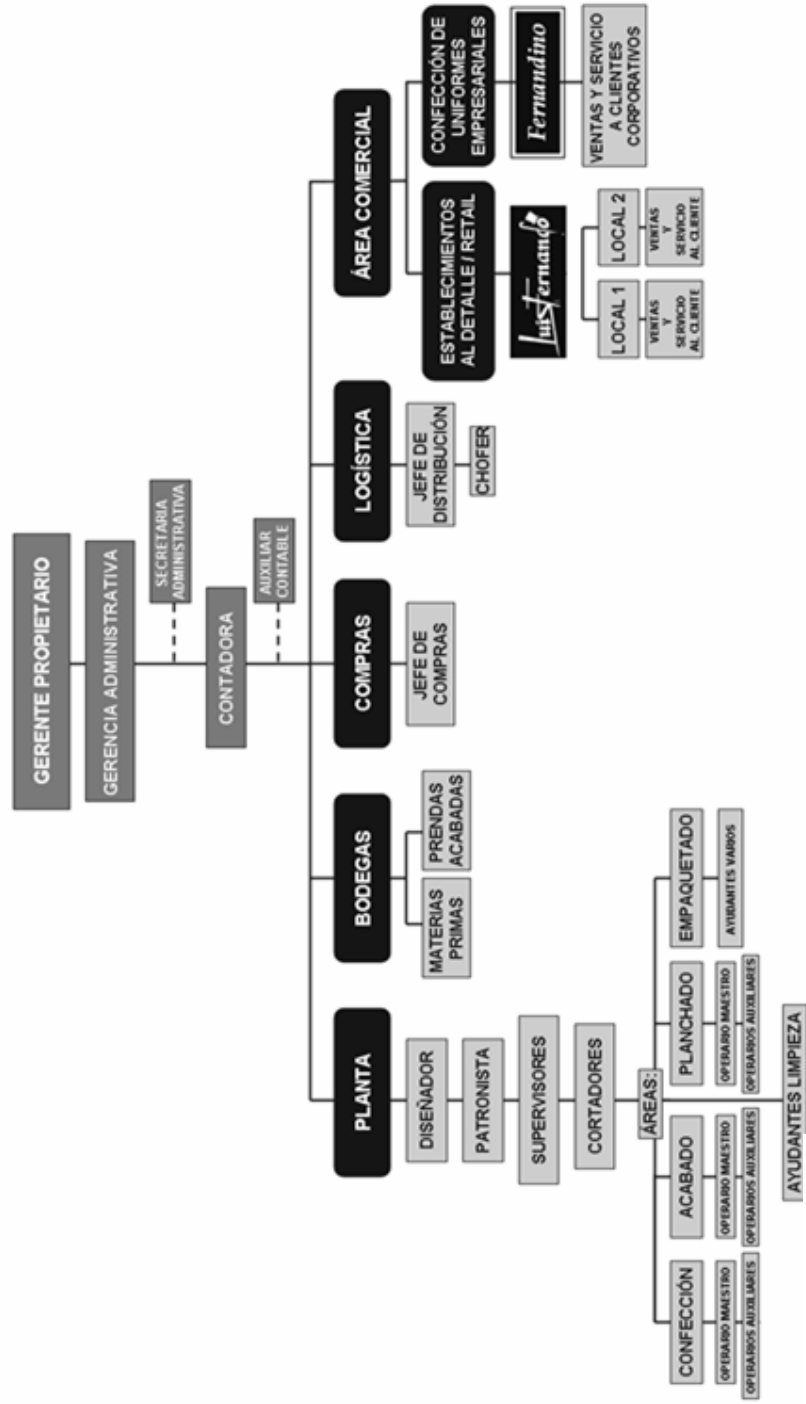 GERENTE PROPIETARIO
GERENCIA ADMINISTRATIVA
SECRETARIA
ADMINISTRATIVA
CONTADORA
AUXILIAR
CONTABLE
PLANTA
DISEÑADOR
PATRONISTA
SUPERVISORES
CORTADORES
ÁREAS:
CONFECCIÓN
OPERARIO MAESTRO
OPERARIOS AUXILIARES
ACABADO
OPERARIO MAESTRO
OPERARIOS AUXILIARES
PLANCHADO
OPERARIO MAESTRO
OPERARIOS AUXILIARES
EMPAQUETADO
AYUDANTES VARIOS
AYUDANTES LIMPIEZA
BODEGAS
MATERIAS
PRIMAS
PRENDAS
ACABADAS
COMPRAS
JEFE DE
COMPRAS
LOGÍSTICA
JEFE DE
DISTRIBUCIÓN
CHOFER
ÁREA COMERCIAL
ESTABLECIMIENTOS
AL DETALLE / RETAIL
Luis Fernando
LOCAL 1
VENTAS
Y
SERVICIO
AL CLIENTE
LOCAL 2
VENTAS
Y
SERVICIO
AL CLIENTE
CONFECCIÓN DE
UNIFORMES
EMPRESARIALES
Fernandino
VENTAS Y SERVICIO
A CLIENTES
CORPORATIVOS